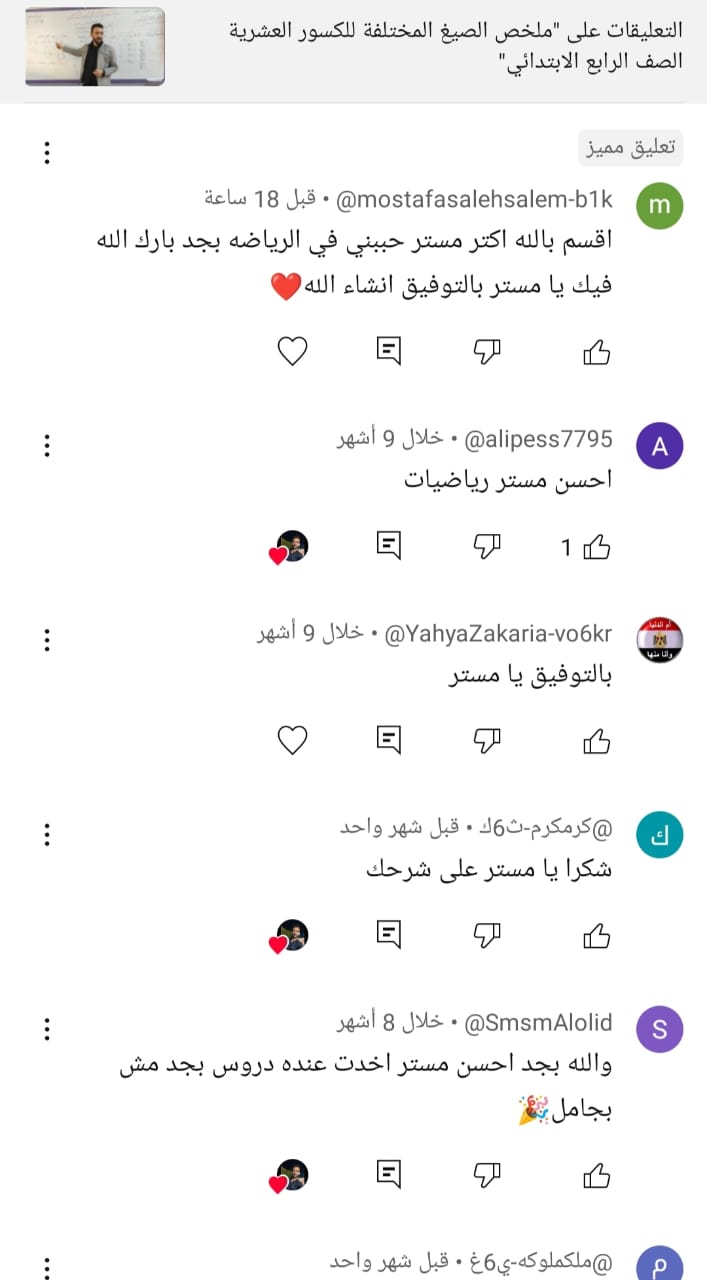 التعليقات على "ملخص الصيغ المختلفة للكسور العشرية
الصف الرابع الابتدائي"
تعليق مميز
@mostafasalehsalem-b1k • قبل 18 ساعة
m
اقسم بالله اكتر مستر حببني في الرياضه بجد بارك الله
فيك يا مستر بالتوفيق انشاء الله❤️
@alipess7795 • خلال 9 أشهر
A
احسن مستر رياضيات
1
@YahyaZakaria-vo6kr • خلال 9 أشهر
أم الدنيا
وأنا منها
بالتوفيق يا مستر
@كرمكرم-ث6ك • قبل شهر واحد
ك
شكرا يا مستر على شرحك
@SmsmAlolid • خلال 8 أشهر
S
والله بجد احسن مستر اخدت عنده دروس بجد مش
بجامل🎉
@ملكملوكه-ي6غ • قبل شهر واحد
م